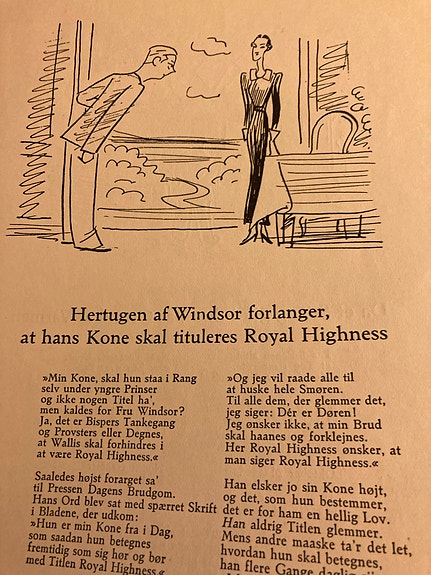 Hertugen af Windsor forlanger,
at hans Kone skal tituleres Royal Highness
»Min Kone, skal hun staa i Rang
selv under yngre Prinser
og ikke nogen Titel ha',
men kaldes for Fru Windsor?
Ja, det er Bispers Tankegang
og Provsters eller Degnes,
at Wallis skal forhindres i
at være Royal Highness.«
Saaledes højst forarget sa'
til Pressen Dagens Brudgom.
Hans Ord blev sat med spærret Skrift
i Bladene, der udkom:
»Hun er min Kone fra i Dag,
som saadan hun betegnes
fremtidig som sig hør og bør
med Titlen Royal Highness.«
»Og jeg vil raade alle til
at huske hele Smøren.
Til alle dem, der glemmer det,
jeg siger: Dér er Døren!
Jeg ønsker ikke, at min Brud
skal haanes og forklejnes.
Her Royal Highness ønsker, at
man siger Royal Highness.«
Han elsker jo sin Kone højt,
og det, som hun bestemmer,
det er for ham en hellig Lov.
Han aldrig Titlen glemmer.
Mens andre maaske ta'r det let,
hvordan hun skal betegnes,
han flere Gange